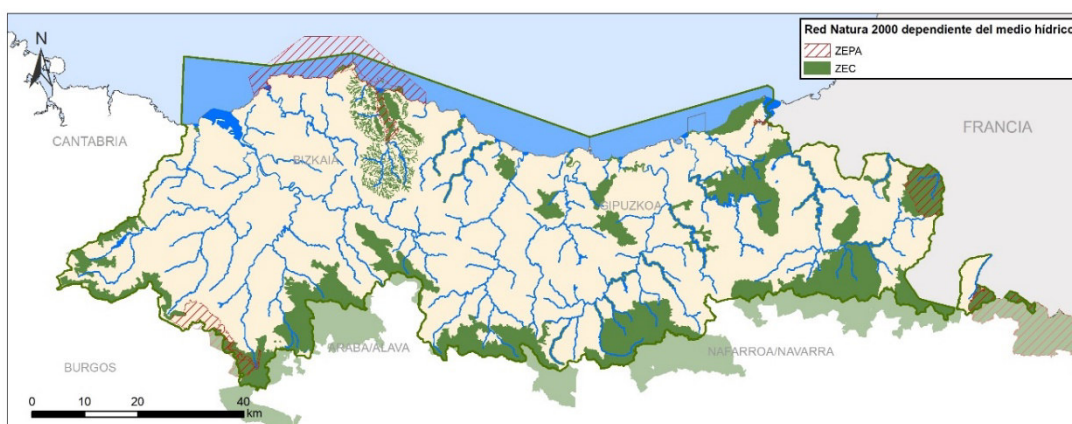 Red Natura 2000 dependiente del medio hídrico
ZEPA
ZEC
N
CANTABRIA
FRANCIA
BIZKAIA
GIPUZKOA
ARABA/ALAVA
NAFARROA/NAVARRA
BURGOS
0 10 20 40
km